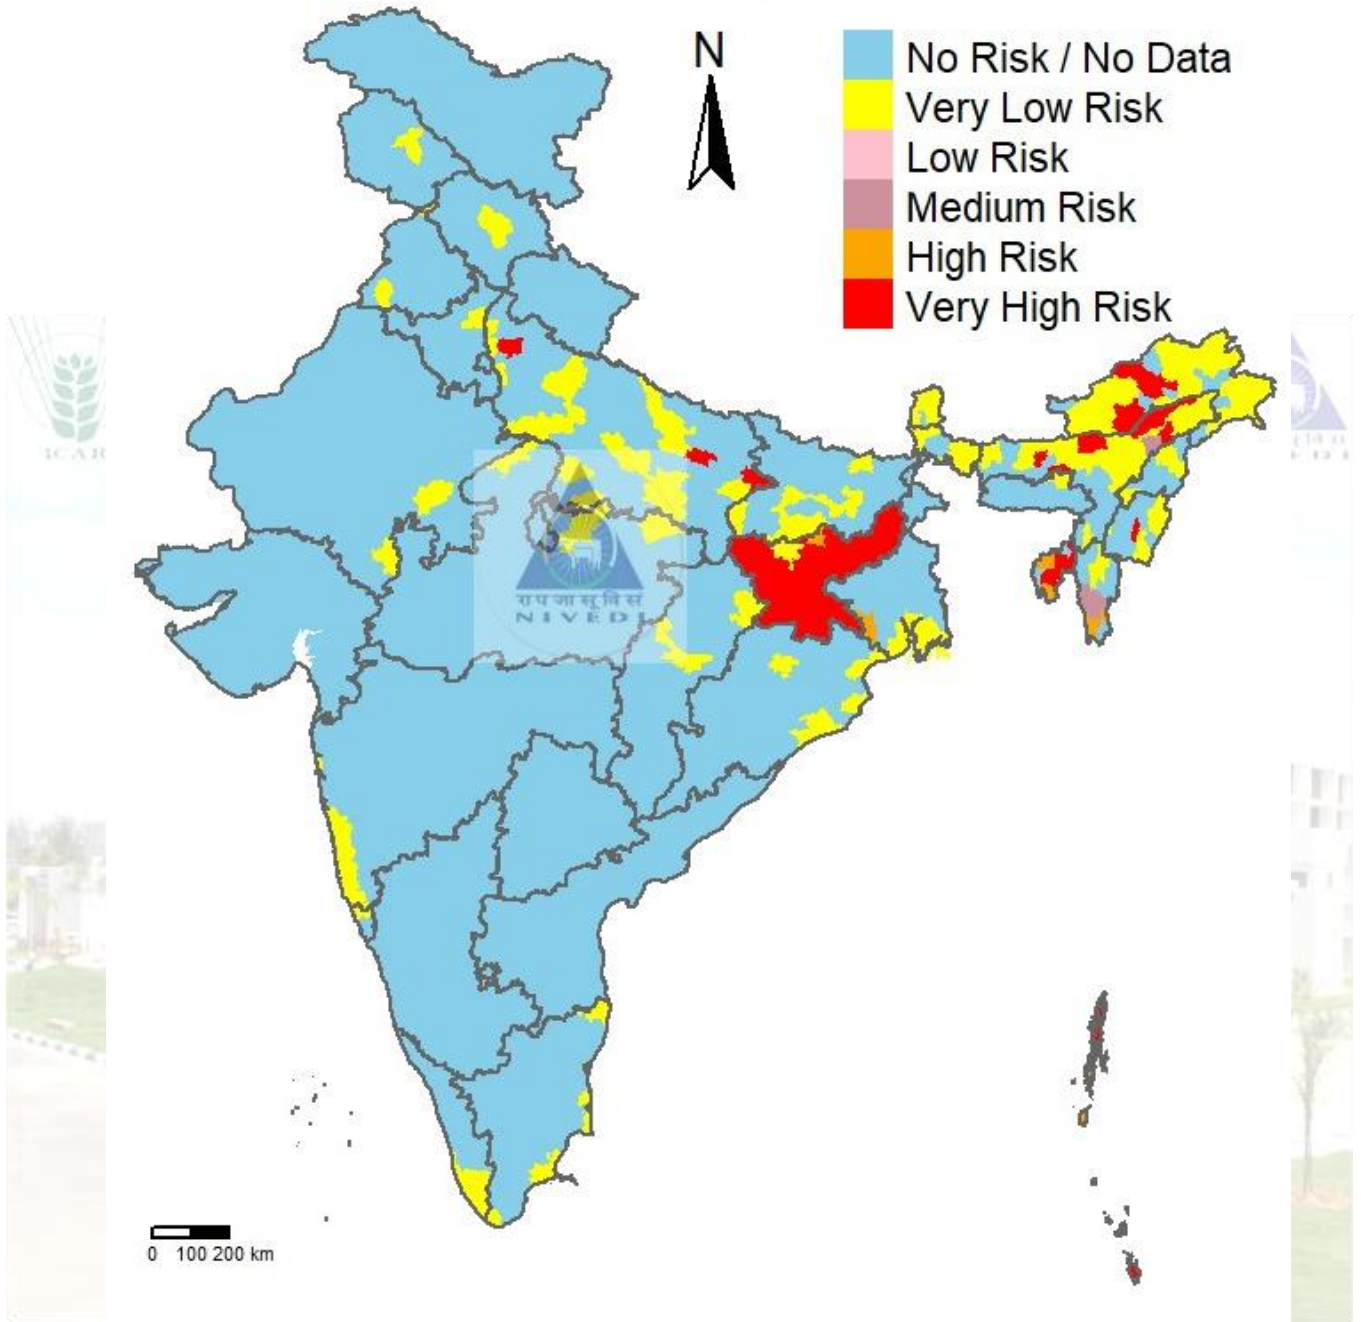 N
No Risk / No Data
Very Low Risk
Low Risk
Medium Risk
High Risk
Very High Risk
ICAR
NIVEDI
0 100 200 km